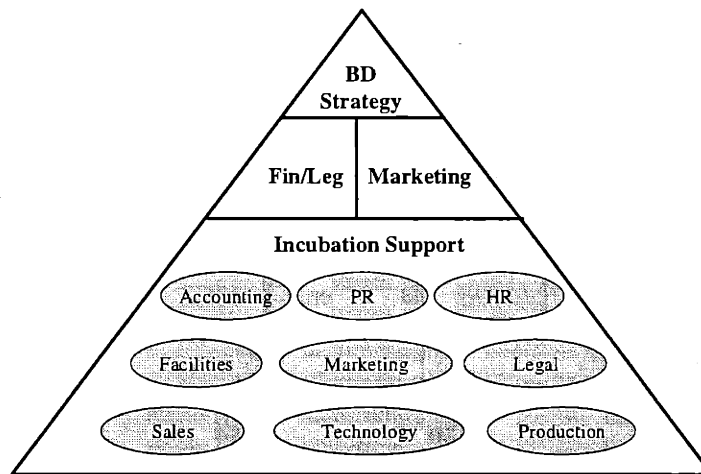 BD
Strategy
Fin/Leg Marketing
Incubation Support
Accounting PR HR
Facilities Marketing Legal
Sales Technology Production